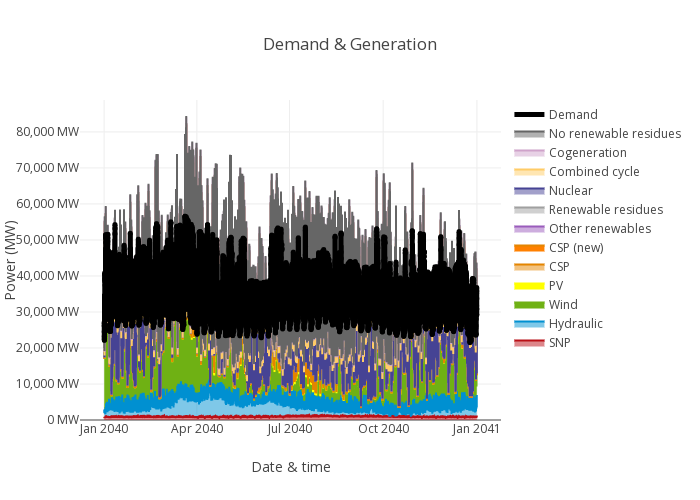 Demand & Generation
80,000 MW
70,000 MW
60,000 MW
50,000 MW
40,000 MW
30,000 MW
20,000 MW
10,000 MW
0 MW
Power (MW)
Jan 2040
Apr 2040
Jul 2040
Oct 2040
Jan 2041
Date & time
Demand
No renewable residues
Cogeneration
Combined cycle
Nuclear
Renewable residues
Other renewables
CSP (new)
CSP
PV
Wind
Hydraulic
SNP